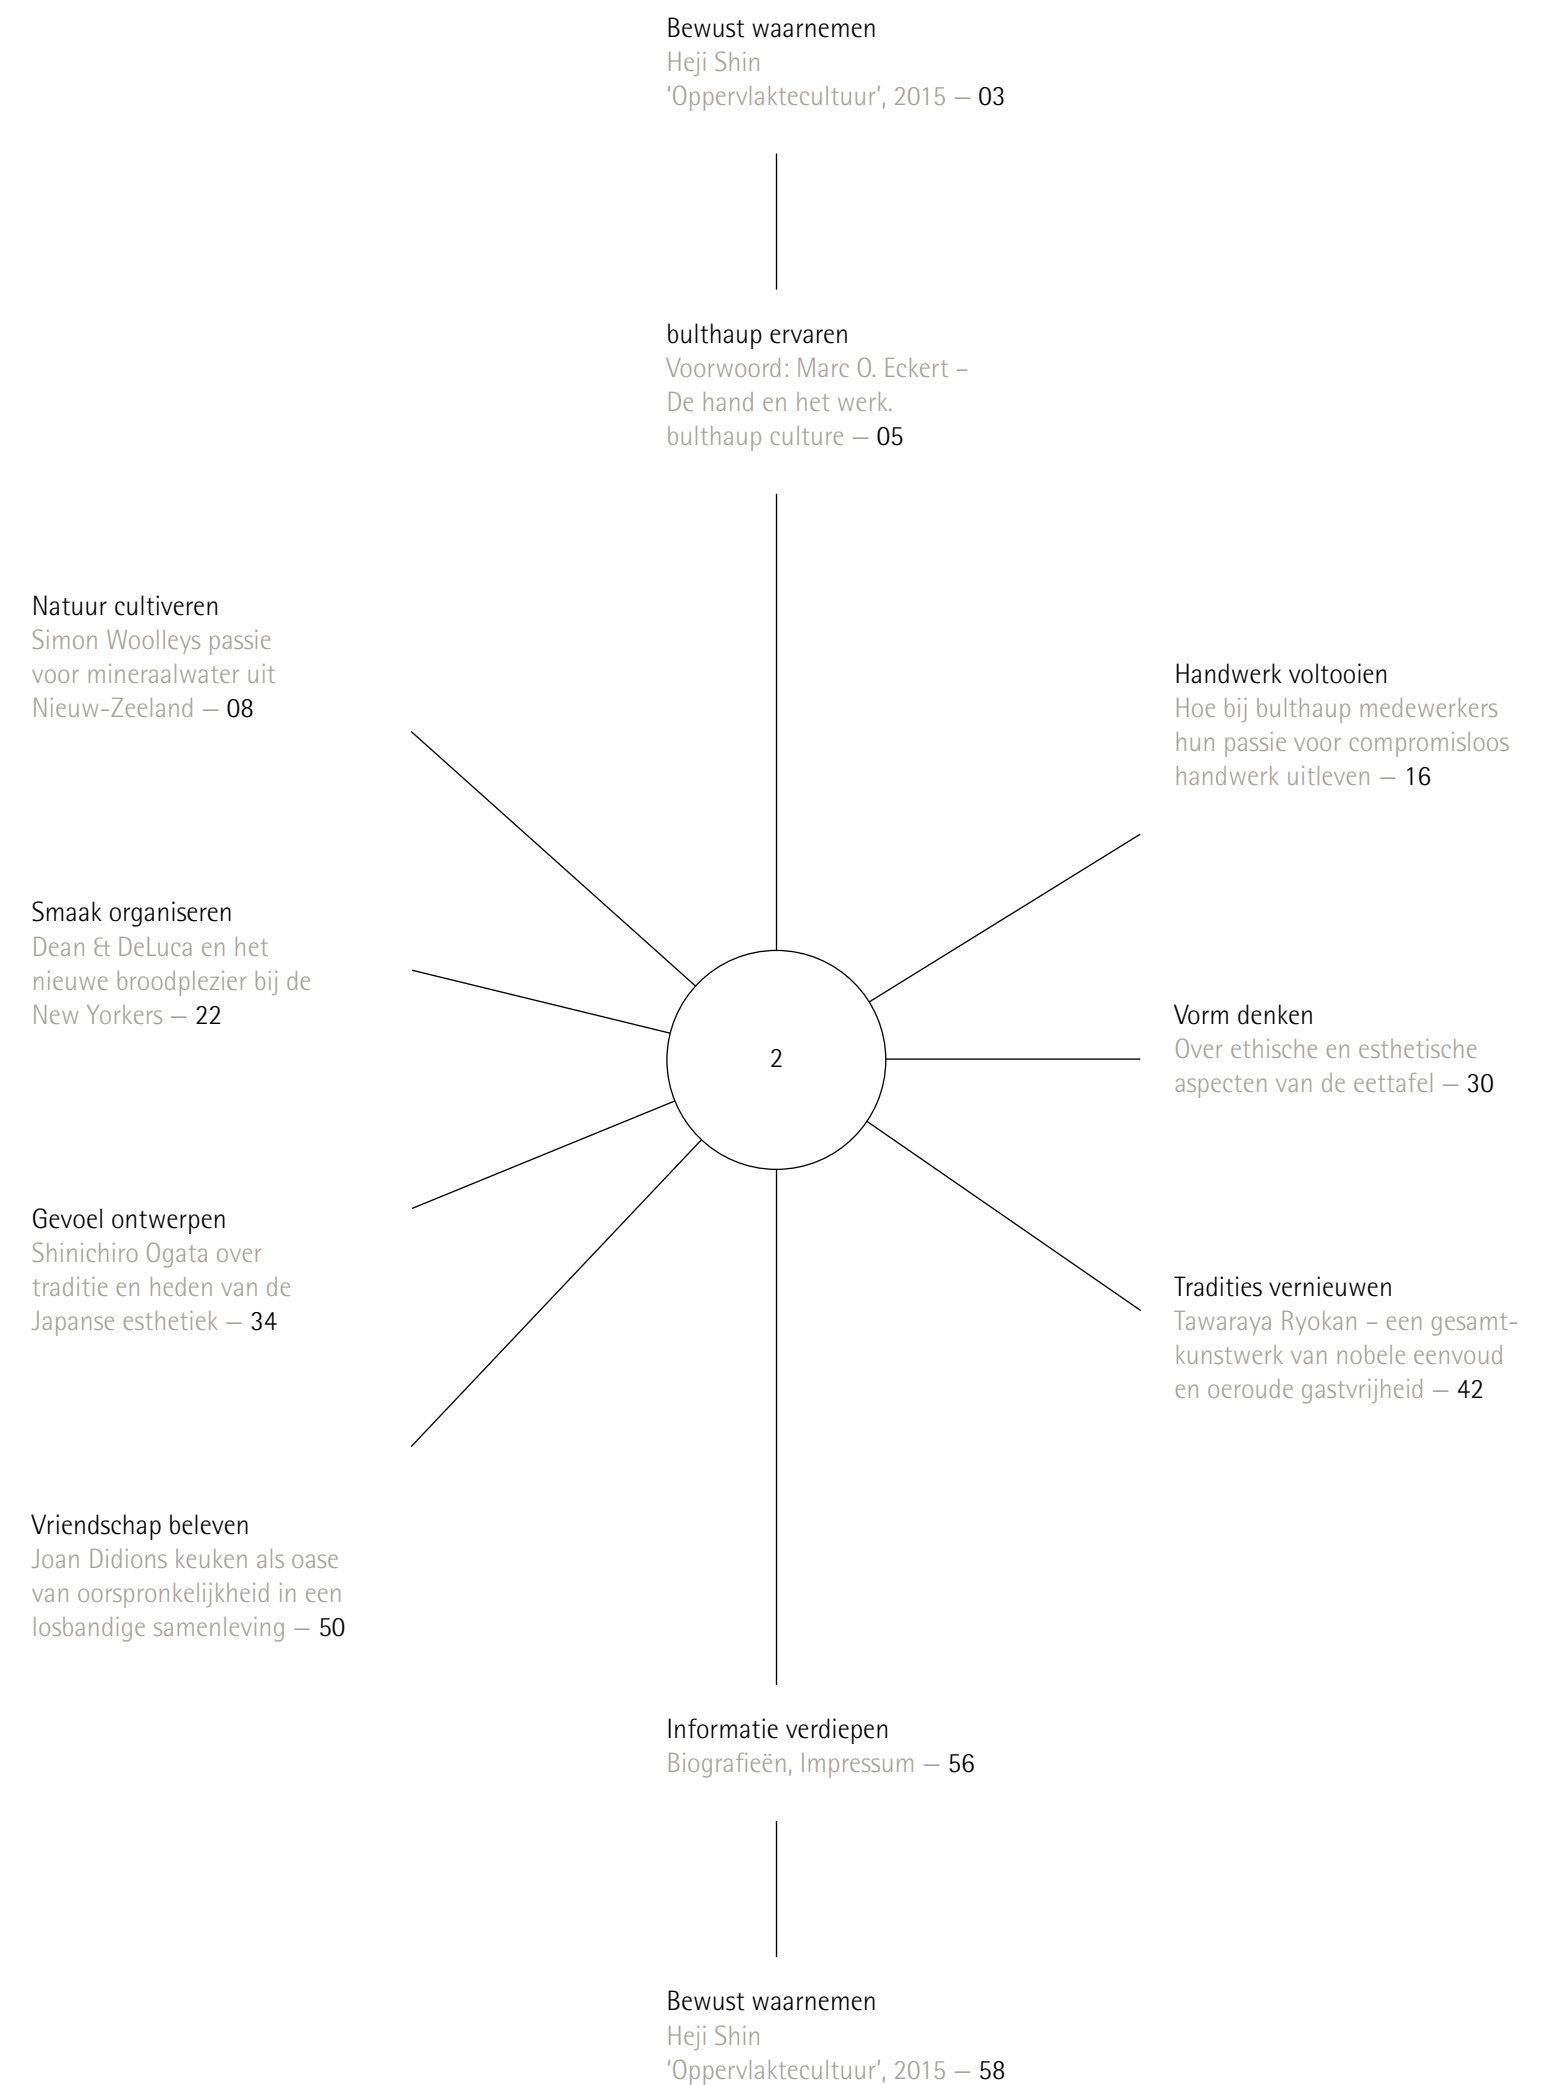 Bewust waarnemen
Heji Shin
‘Oppervlaktecultuur’, 2015 — 03
bulthaup ervaren
Voorwoord: Marc O. Eckert –
De hand en het werk.
bulthaup culture — 05
Natuur cultiveren
Simon Woolleys passie
voor mineraalwater uit
Nieuw-Zeeland — 08
Handwerk voltooien
Hoe bij bulthaup medewerkers
hun passie voor compromisloos
handwerk uitleven — 16
Smaak organiseren
Dean & DeLuca en het
nieuwe broodplezier bij de
New Yorkers — 22
2
Vorm denken
Over ethische en esthetische
aspecten van de eettafel — 30
Gevoel ontwerpen
Shinichiro Ogata over
traditie en heden van de
Japanse esthetiek — 34
Tradities vernieuwen
Tawaraya Ryokan – een gesamt-
kunstwerk van nobele eenvoud
en oeroude gastvrijheid — 42
Vriendschap beleven
Joan Didions keuken als oase
van oorspronkelijkheid in een
losbandige samenleving — 50
Informatie verdiepen
Biografieën, Impressum — 56
Bewust waarnemen
Heji Shin
‘Oppervlaktecultuur’, 2015 — 58